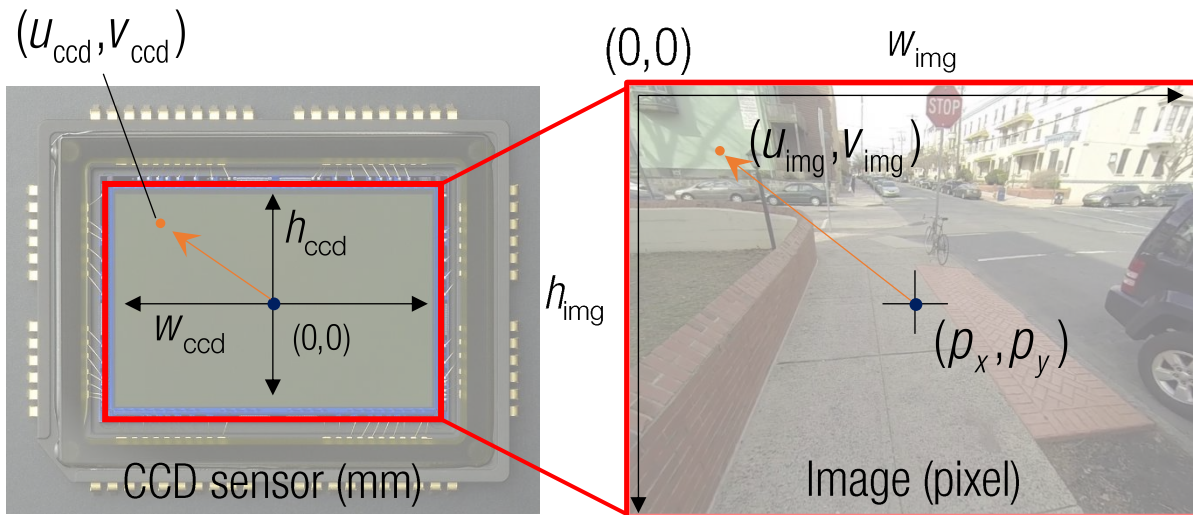 (u_ccd,v_ccd)
(0,0)
w_img
STOP
(u_img,v_img)
h_ccd
h_img
w_ccd
(0,0)
(p_x,p_y)
CCD sensor (mm)
Image (pixel)